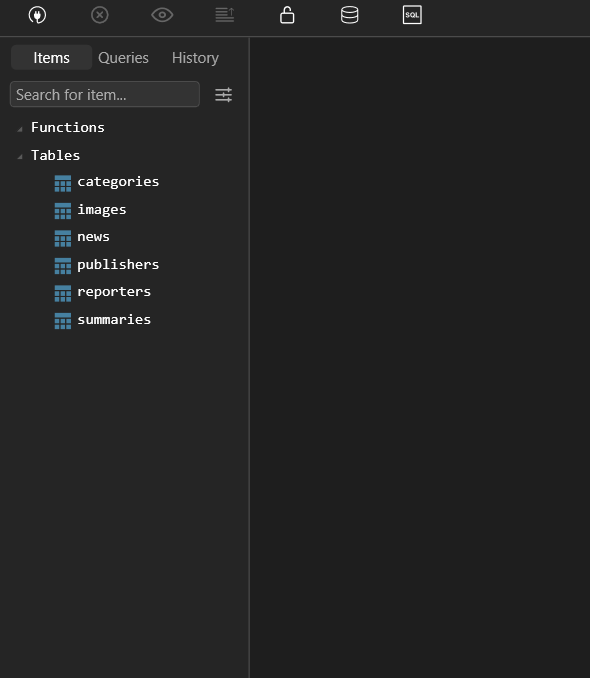 SQL
Items Queries History
Search for item...
Functions
Tables
categories
images
news
publishers
reporters
summaries